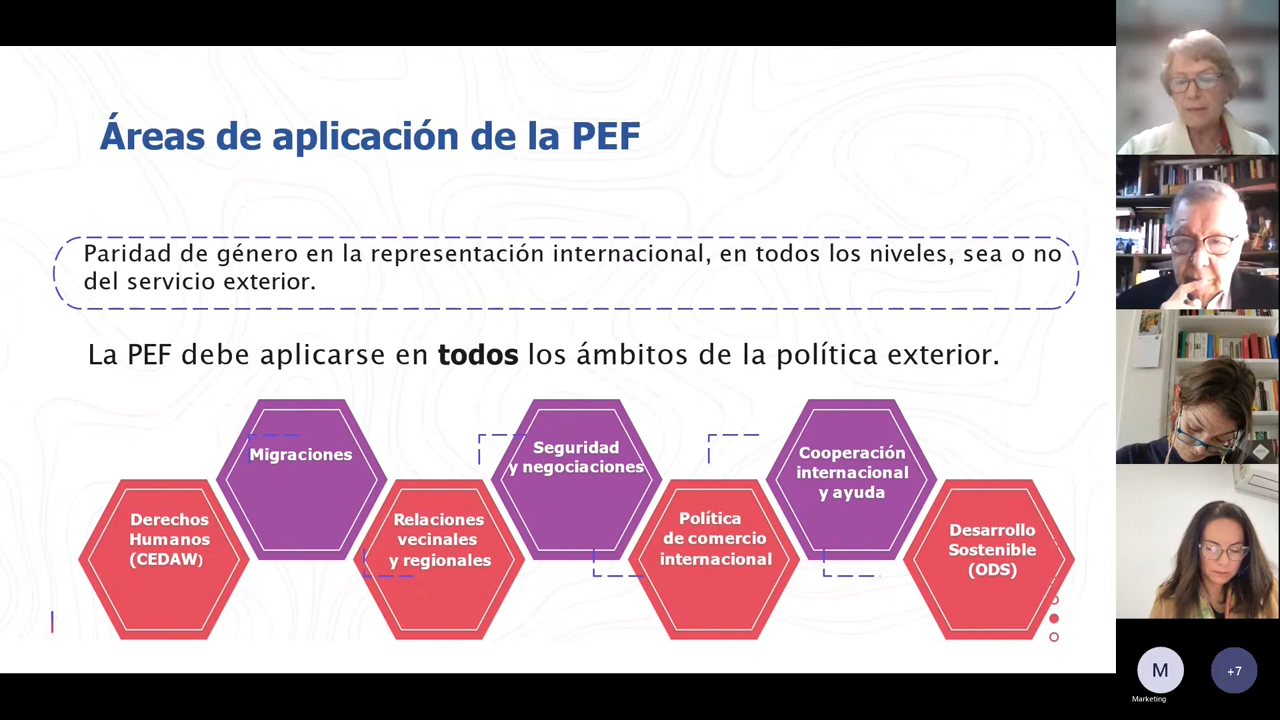 Áreas de aplicación de la PEF
Paridad de género en la representación internacional, en todos los niveles, sea o no
del servicio exterior.
La PEF debe aplicarse en todos los ámbitos de la política exterior.
Derechos
Humanos
(CEDAW)
Migraciones
Relaciones
vecinales
y regionales
Seguridad
y negociaciones
Política
de comercio
internacional
Cooperación
internacional
y ayuda
Desarrollo
Sostenible
(ODS)
M
+7
Marketing